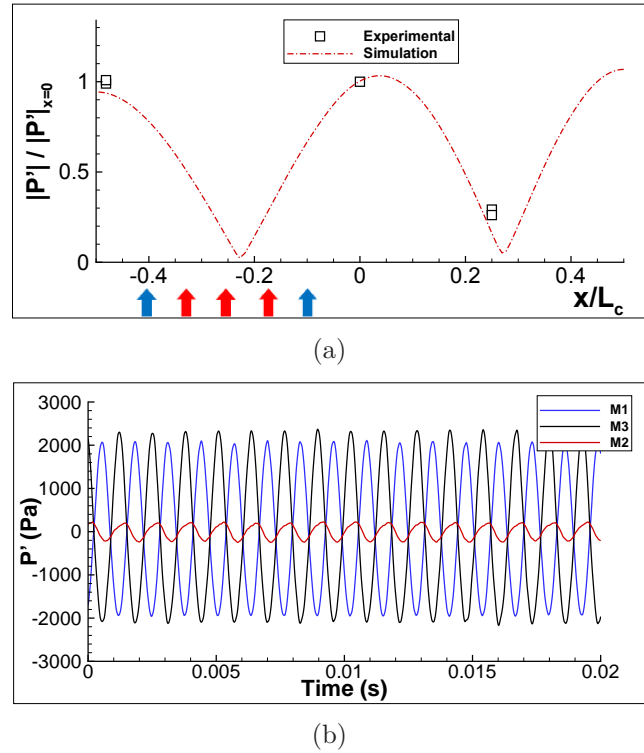 Experimental
Simulation
|P'| / |P'|x=0
1
0.5
0
-0.4
-0.2
0
0.2
0.4
x/Lc
(a)
3000
2000
1000
0
-1000
-2000
-3000
P' (Pa)
M1
M3
M2
0
0.005
0.01
0.015
0.02
Time (s)
(b)